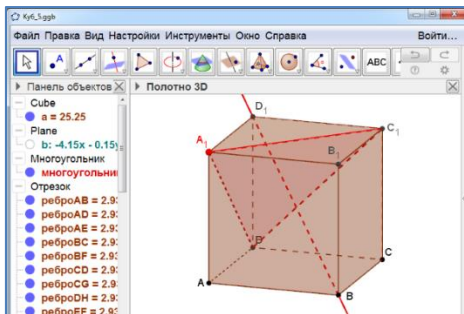 Куб_5.ggb
Файл Правка Вид Настройки Инструменты Окно Справка Войти...
ABC
Панель объектов
Полотно 3D
Cube
a = 25.25
Plane
b: -4.15x - 0.15y
Многоугольник
многоугольни
Отрезок
реброAB = 2.93
реброAD = 2.93
реброAE = 2.93
реброBC = 2.93
реброBF = 2.93
реброCD = 2.93
реброCG = 2.93
реброDH = 2.93
реброEF = 2.93
D1
C1
A1
B1
D
C
A
B